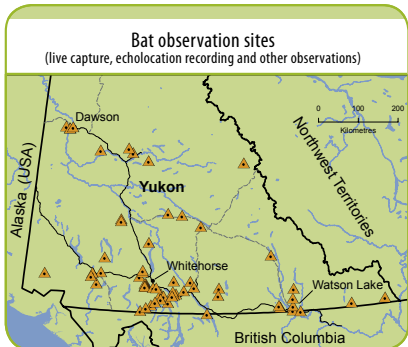 Bat observation sites
(live capture, echolocation recording and other observations)
Dawson
0 100 200
Kilometres
Northwest Territories
Alaska (USA)
Yukon
Whitehorse
Watson Lake
British Columbia